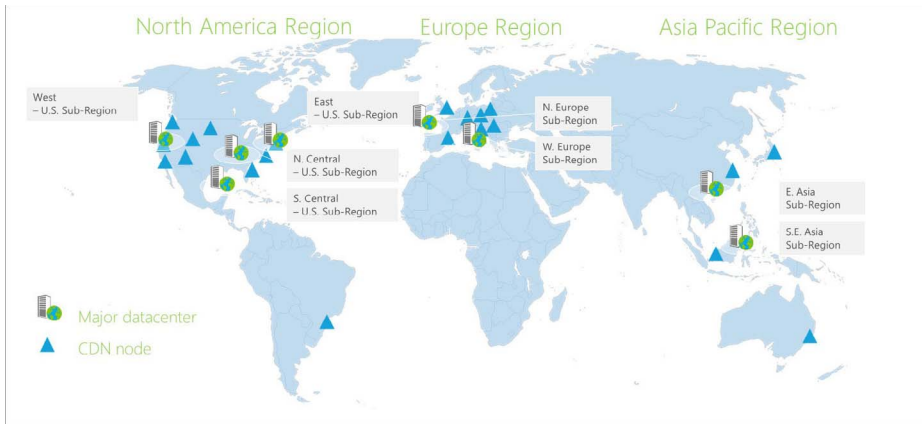 North America Region
Europe Region
Asia Pacific Region
West
– U.S. Sub-Region
East
– U.S. Sub-Region
N. Europe
Sub-Region
W. Europe
Sub-Region
N. Central
– U.S. Sub-Region
S. Central
– U.S. Sub-Region
E. Asia
Sub-Region
S.E. Asia
Sub-Region
Major datacenter
CDN node